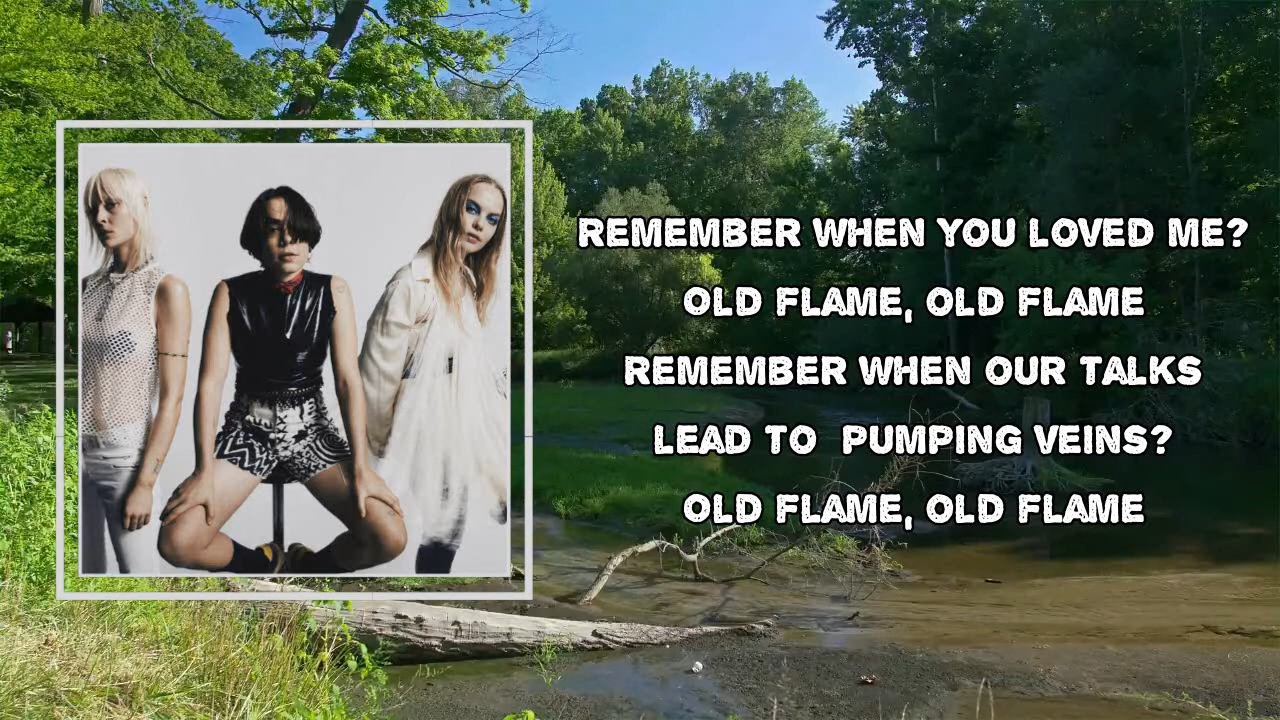 REMEMBER WHEN YOU LOVED ME?
OLD FLAME, OLD FLAME
REMEMBER WHEN OUR TALKS
LEAD TO PUMPING VEINS?
OLD FLAME, OLD FLAME